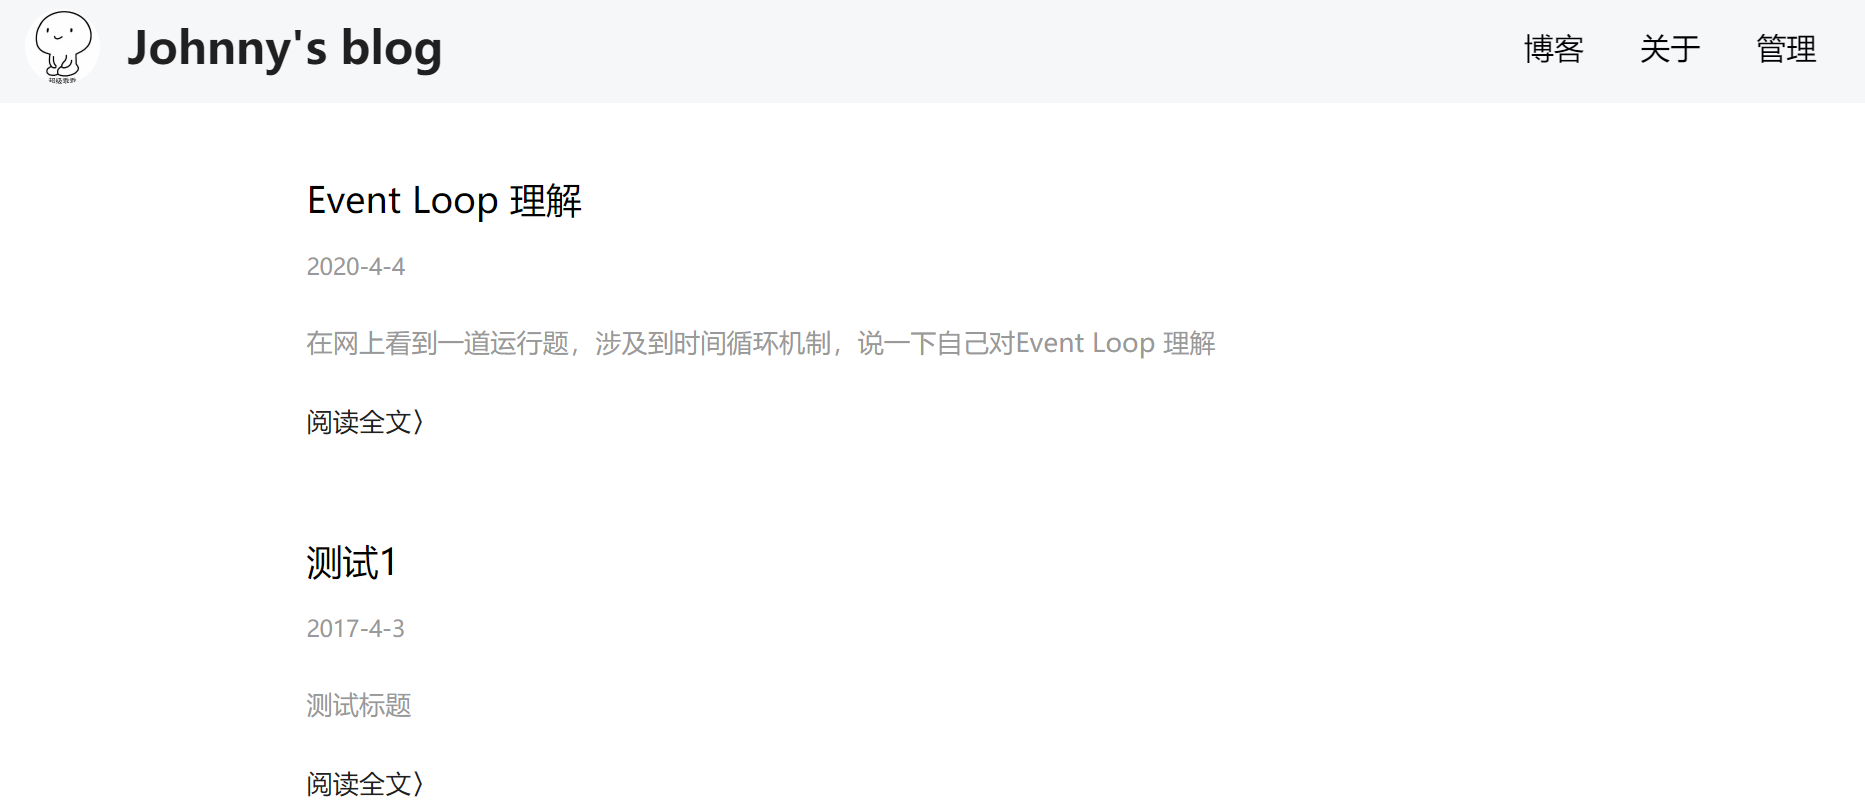 Johnny's blog
博客 关于 管理
Event Loop 理解
2020-4-4
在网上看到一道运行题，涉及到时间循环机制，说一下自己对Event Loop 理解
阅读全文〉
测试1
2017-4-3
测试标题
阅读全文〉